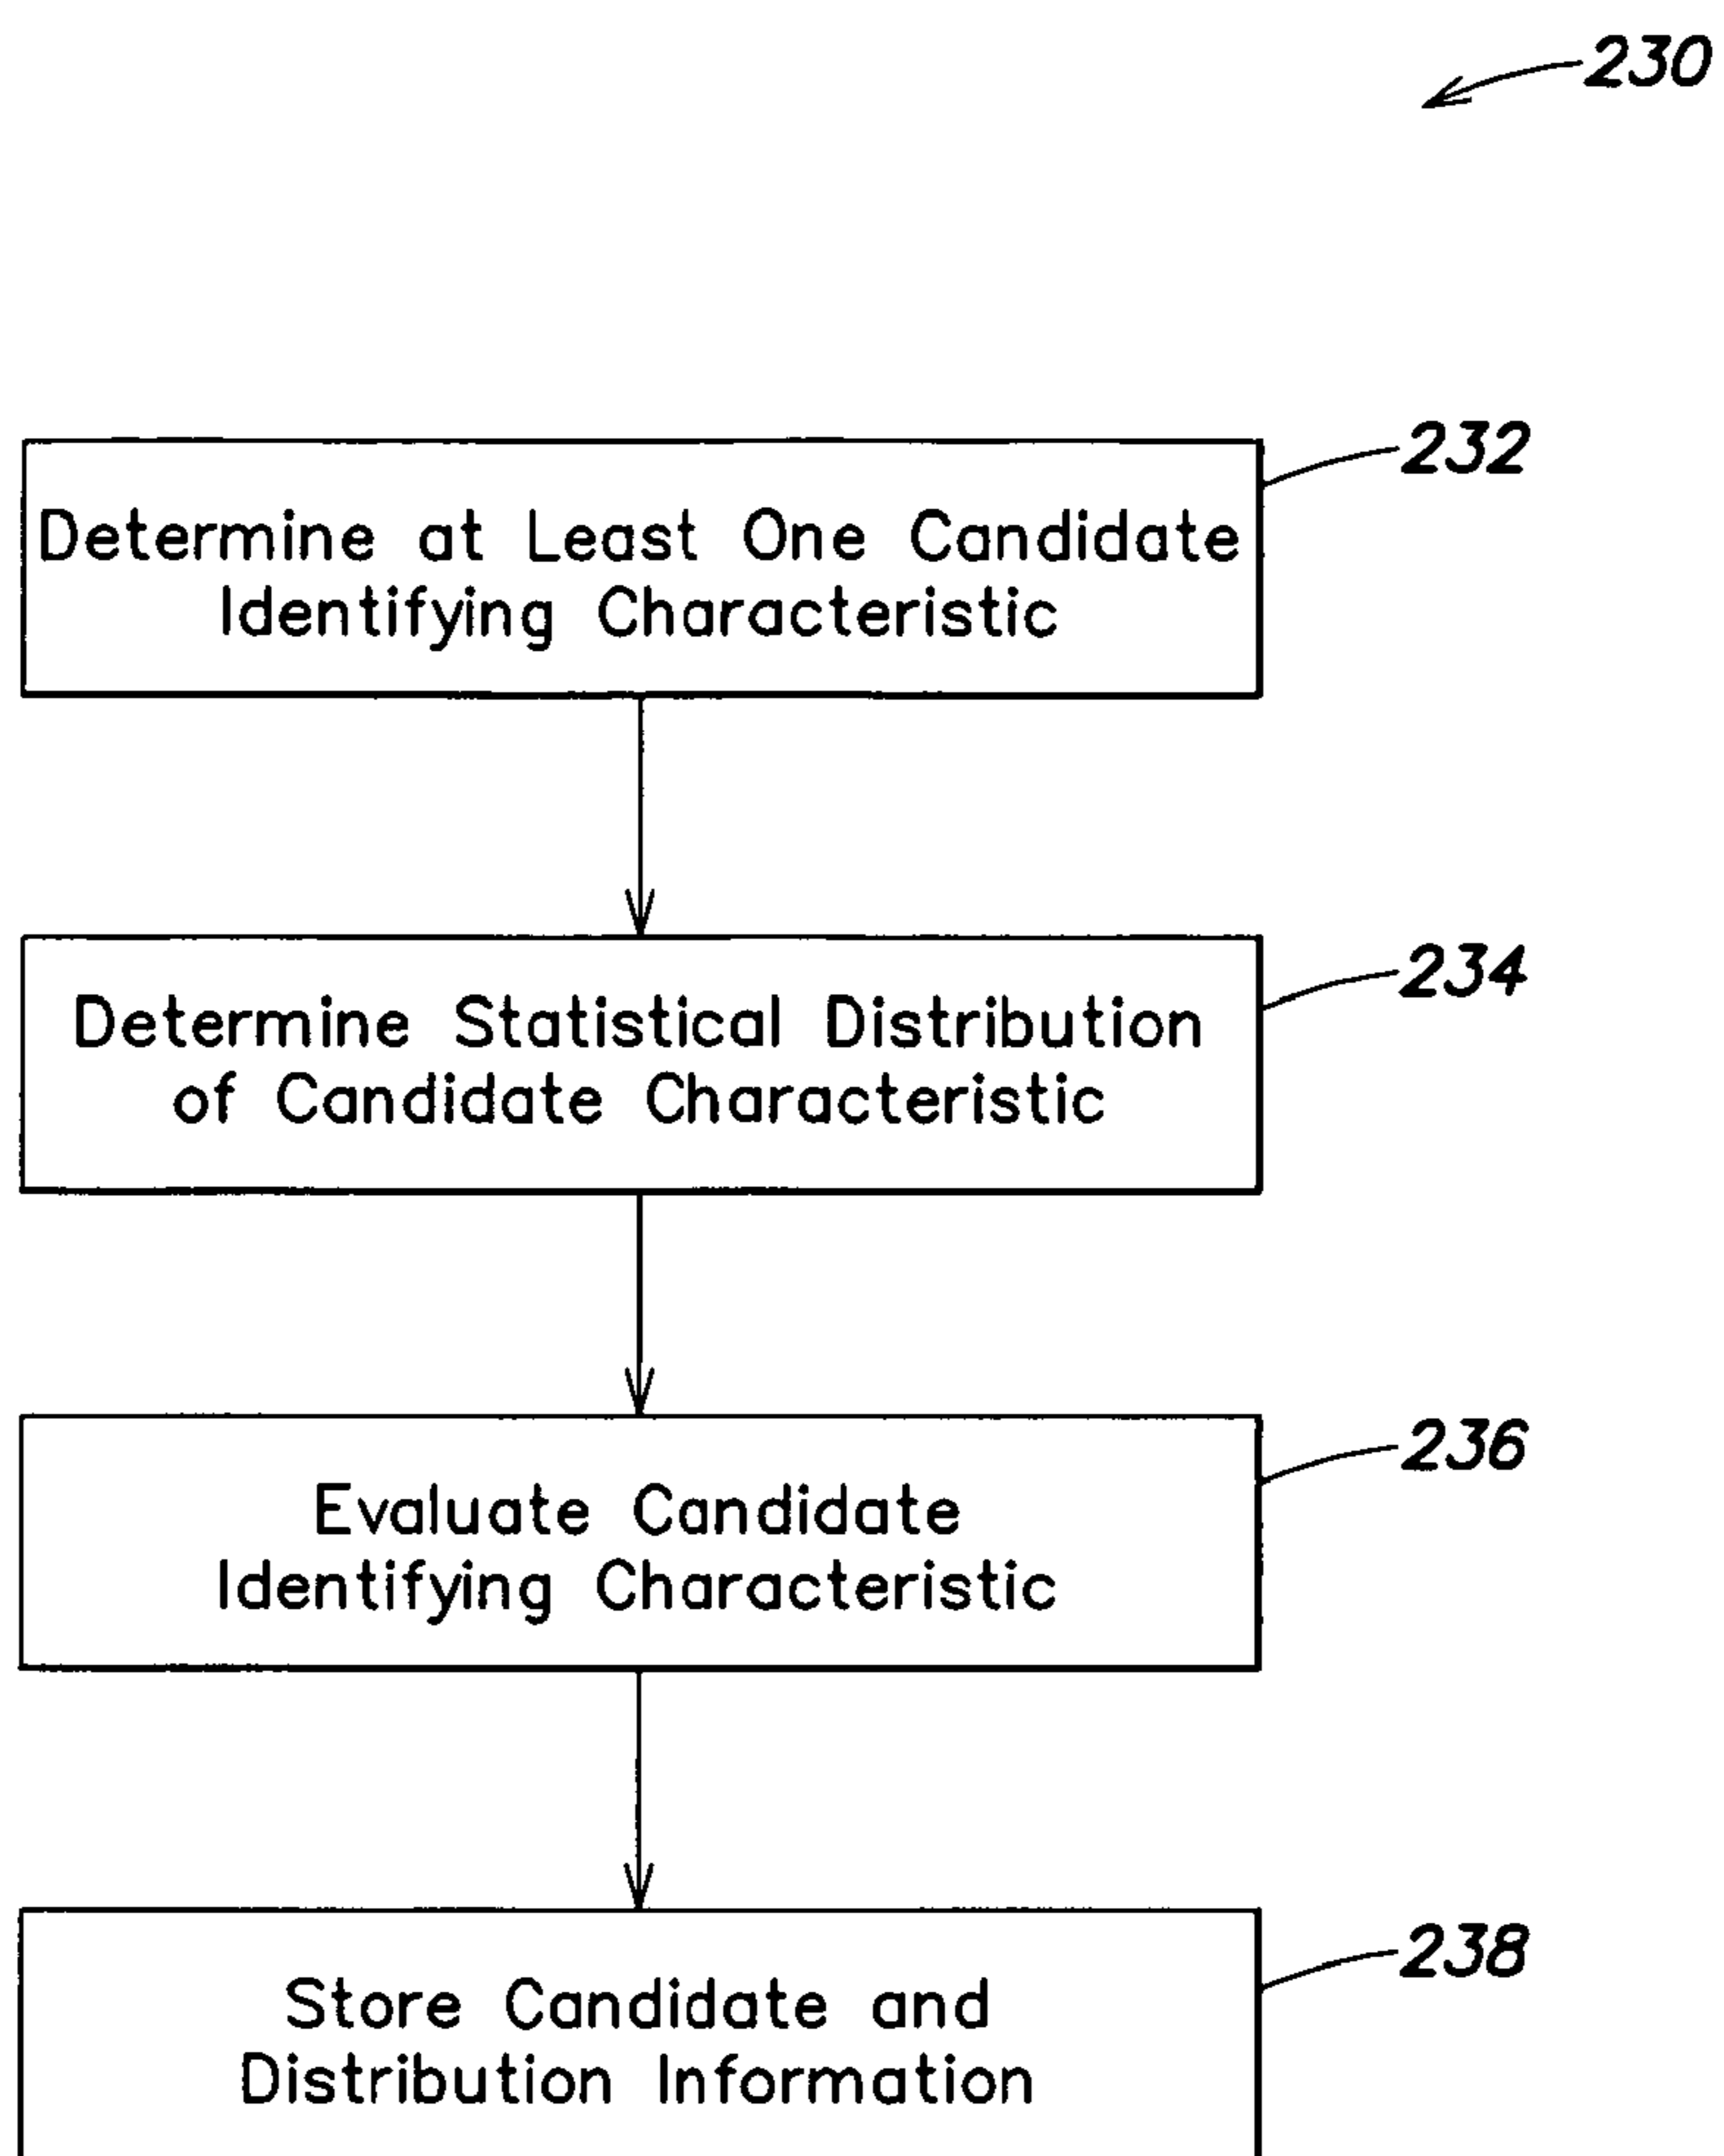 230
232
Determine at Least One Candidate
Identifying Characteristic
234
Determine Statistical Distribution
of Candidate Characteristic
236
Evaluate Candidate
Identifying Characteristic
238
Store Candidate and
Distribution Information